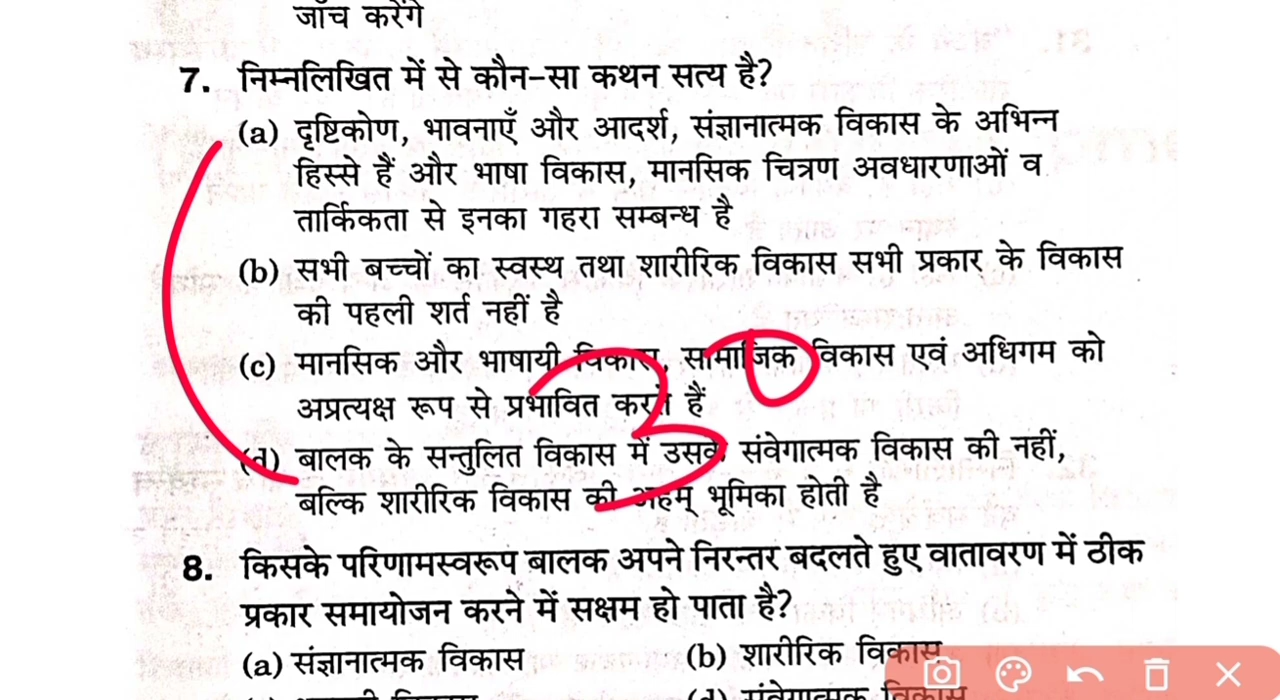 जाँच करेंगे
7. निम्नलिखित में से कौन-सा कथन सत्य है?
(a) दृष्टिकोण, भावनाएँ और आदर्श, संज्ञानात्मक विकास के अभिन्न
हिस्से हैं और भाषा विकास, मानसिक चित्रण अवधारणाओं व
तार्किकता से इनका गहरा सम्बन्ध है
(b) सभी बच्चों का स्वस्थ तथा शारीरिक विकास सभी प्रकार के विकास
की पहली शर्त नहीं है
(c) मानसिक और भाषायी विकास, सामाजिक विकास एवं अधिगम को
अप्रत्यक्ष रूप से प्रभावित करते हैं
(d) बालक के सन्तुलित विकास में उसके संवेगात्मक विकास की नहीं,
बल्कि शारीरिक विकास की अहम् भूमिका होती है
8. किसके परिणामस्वरूप बालक अपने निरन्तर बदलते हुए वातावरण में ठीक
प्रकार समायोजन करने में सक्षम हो पाता है?
(a) संज्ञानात्मक विकास (b) शारीरिक विकास
(d) संवेगात्मक विकास